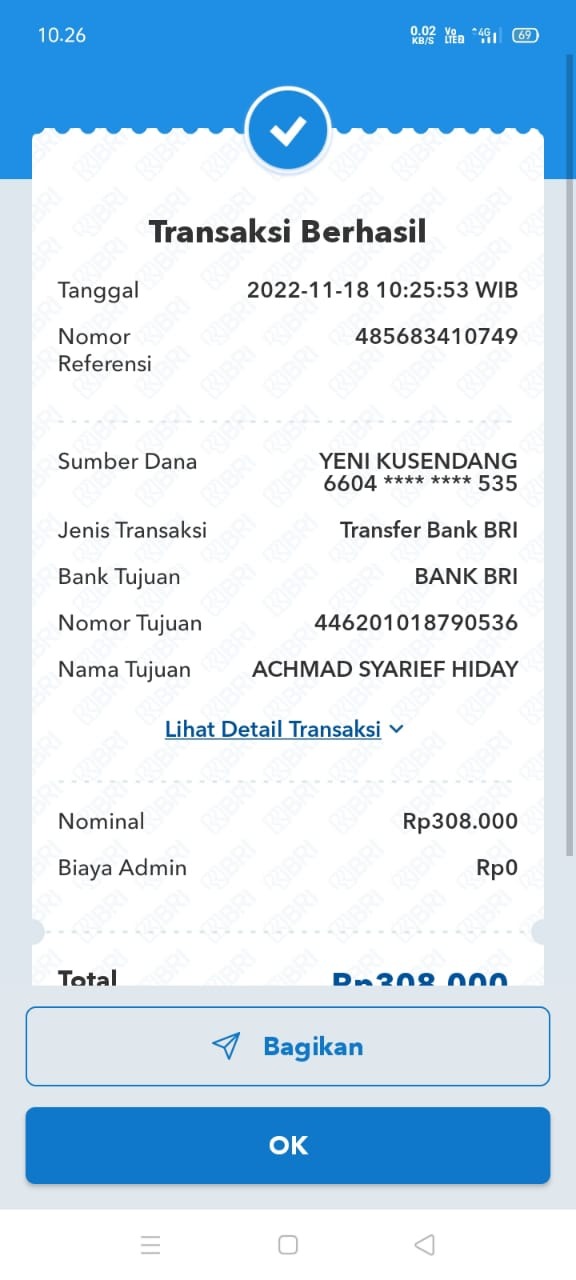 10.26
0.02 KB/S
Vo LTE2
4G
69
Transaksi Berhasil
Tanggal 2022-11-18 10:25:53 WIB
Nomor Referensi 485683410749
Sumber Dana YENI KUSENDANG
6604 **** **** 535
Jenis Transaksi Transfer Bank BRI
Bank Tujuan BANK BRI
Nomor Tujuan 446201018790536
Nama Tujuan ACHMAD SYARIEF HIDAY
Lihat Detail Transaksi
Nominal Rp308.000
Biaya Admin Rp0
Total Rp308.000
Bagikan
OK